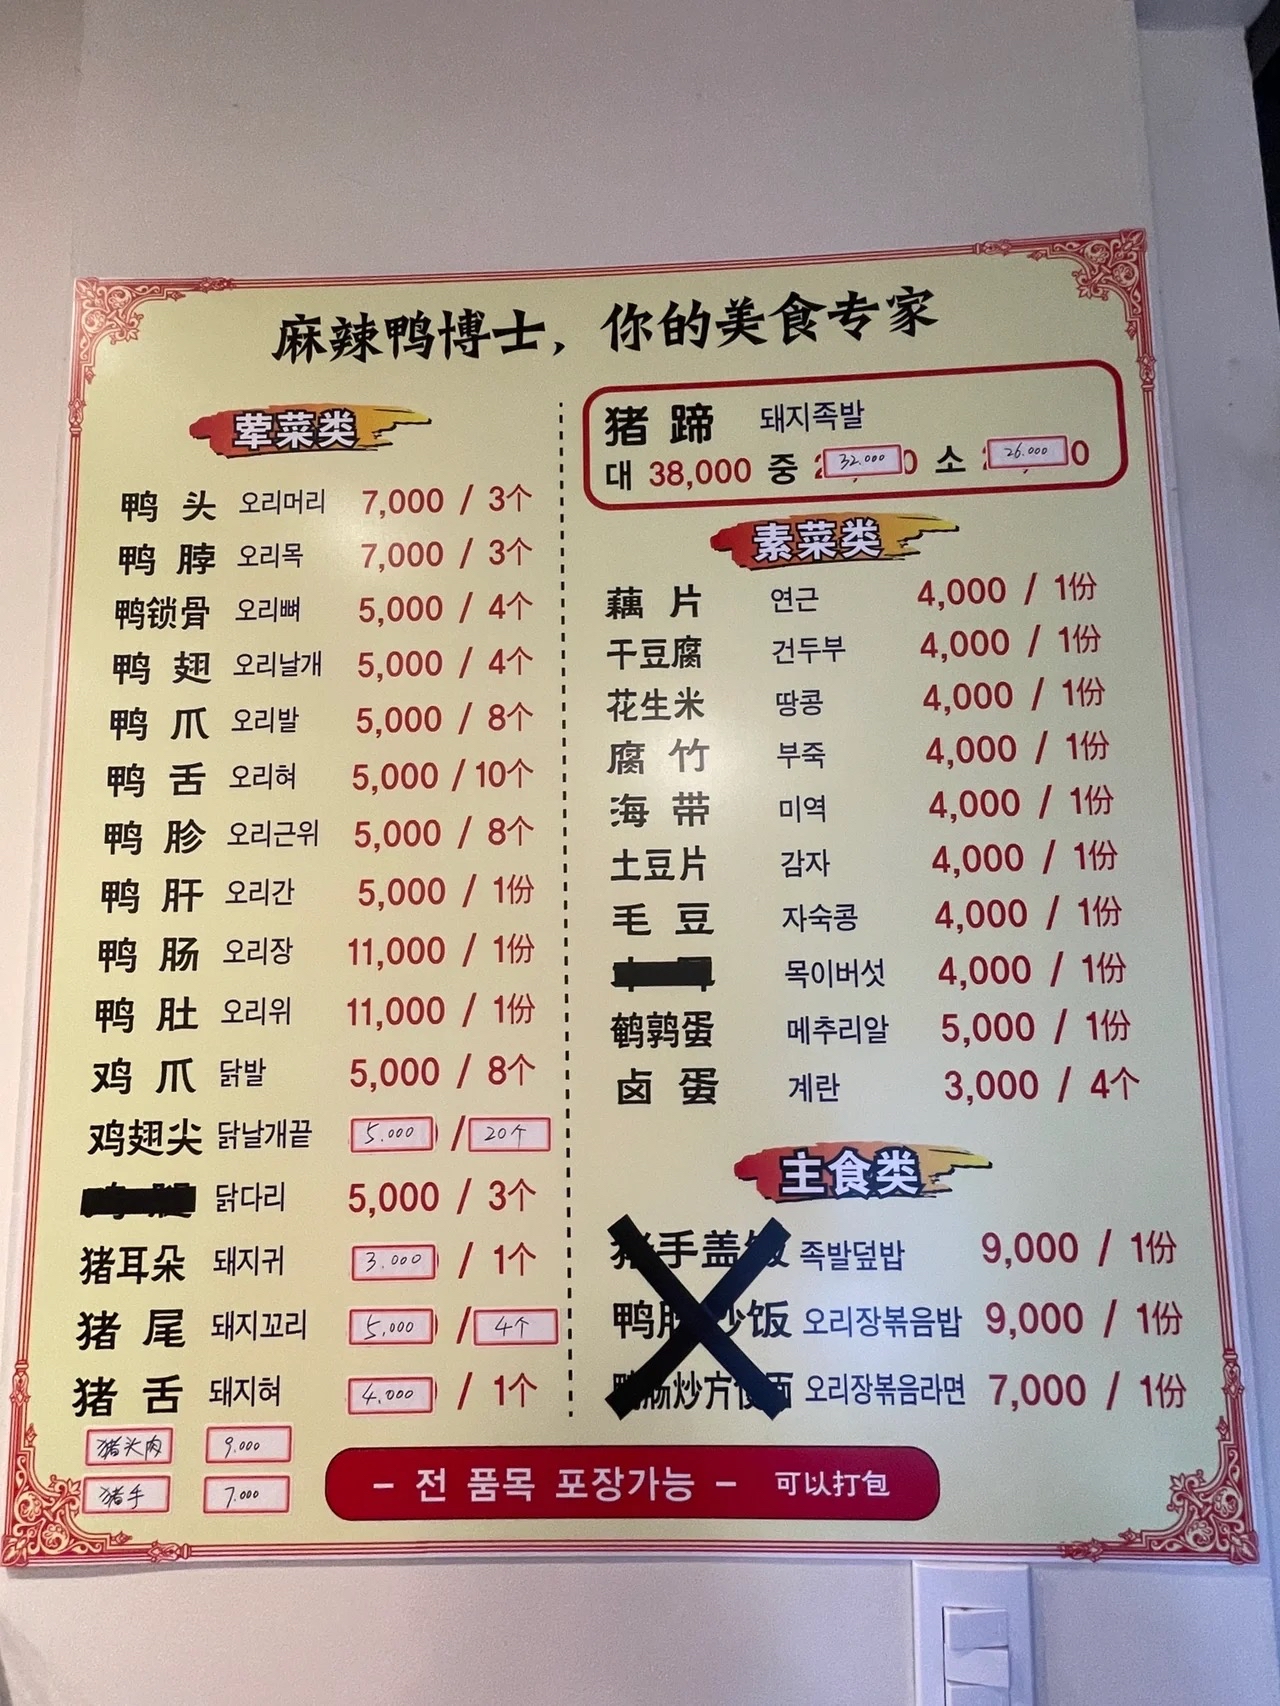 麻辣鸭博士，你的美食专家
荤菜类
鸭头 오리머리 7,000 / 3个
鸭脖 오리목 7,000 / 3个
鸭锁骨 오리뼈 5,000 / 4个
鸭翅 오리날개 5,000 / 4个
鸭爪 오리발 5,000 / 8个
鸭舌 오리혀 5,000 / 10个
鸭胗 오리근위 5,000 / 8个
鸭肝 오리간 5,000 / 1份
鸭肠 오리장 11,000 / 1份
鸭肚 오리위 11,000 / 1份
鸡爪 닭발 5,000 / 8个
鸡翅尖 닭날개끝 5.000 / 20个
닭다리 5,000 / 3个
猪耳朵 돼지귀 3.000 / 1个
猪尾 돼지꼬리 5.000 / 4个
猪舌 돼지혀 4.000 / 1个
猪头肉 9.000
猪手 7.000
猪蹄 돼지족발
대 38,000 중 32.000 소 26.000
素菜类
藕片 연근 4,000 / 1份
干豆腐 건두부 4,000 / 1份
花生米 땅콩 4,000 / 1份
腐竹 부죽 4,000 / 1份
海带 미역 4,000 / 1份
土豆片 감자 4,000 / 1份
毛豆 자숙콩 4,000 / 1份
목이버섯 4,000 / 1份
鹌鹑蛋 메추리알 5,000 / 1份
卤蛋 계란 3,000 / 4个
主食类
猪手盖饭 족발덮밥 9,000 / 1份
鸭肠炒饭 오리장볶음밥 9,000 / 1份
鸭肠炒方便面 오리장볶음라면 7,000 / 1份
- 전 품목 포장가능 - 可以打包